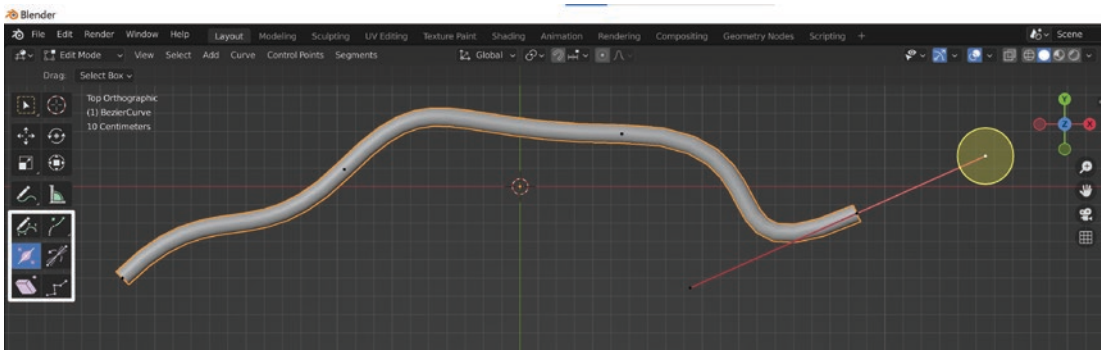 Blender
File Edit Render Window Help Layout Modeling Sculpting UV Editing Texture Paint Shading Animation Rendering Compositing Geometry Nodes Scripting + Scene
Edit Mode View Select Add Curve Control Points Segments Global
Drag: Select Box
Top Orthographic
(1) BezierCurve
10 Centimeters
Y
Z
X